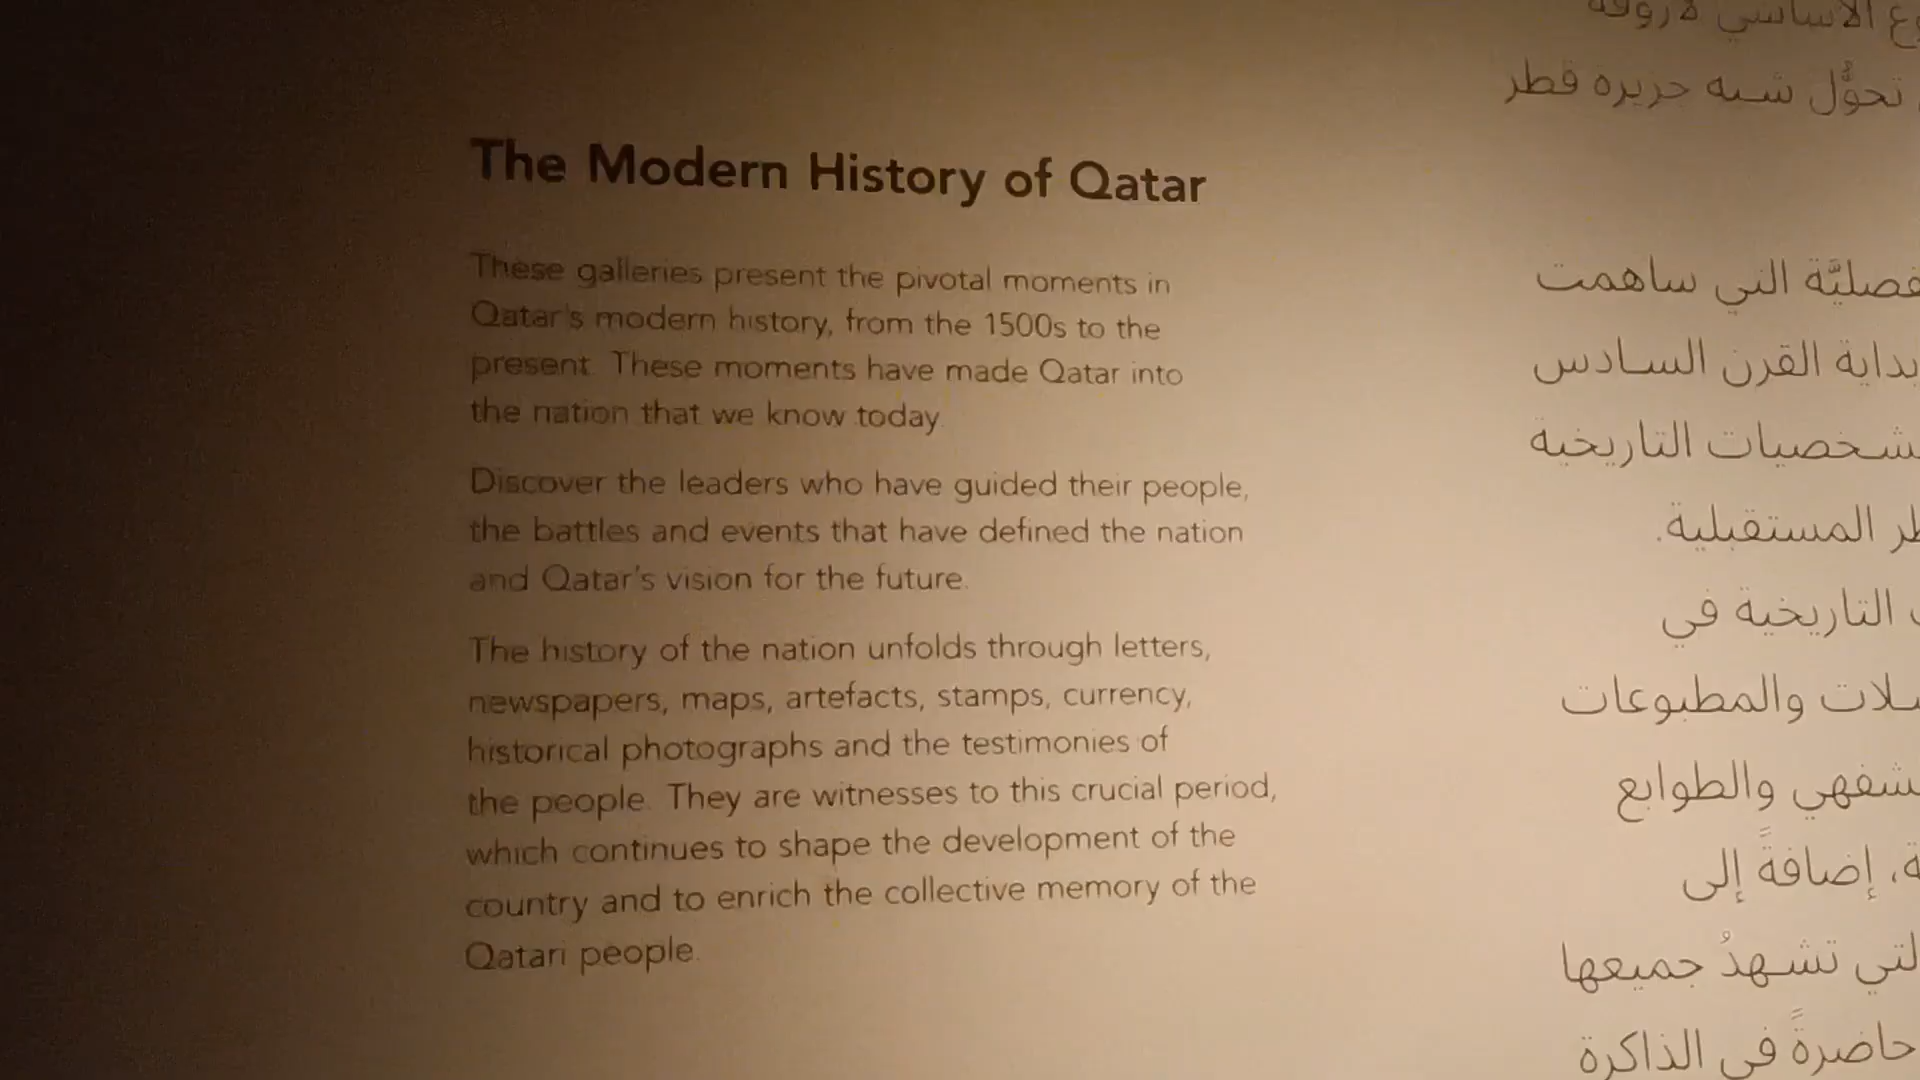 The Modern History of Qatar
These galleries present the pivotal moments in
Qatar's modern history, from the 1500s to the
present. These moments have made Qatar into
the nation that we know today.
Discover the leaders who have guided their people,
the battles and events that have defined the nation
and Qatar's vision for the future.
The history of the nation unfolds through letters,
newspapers, maps, artefacts, stamps, currency,
historical photographs and the testimonies of
the people. They are witnesses to this crucial period,
which continues to shape the development of the
country and to enrich the collective memory of the
Qatari people.
الأساسي لأروقة
تحوُّل شبه جزيرة قطر
التي ساهمت
بداية القرن السادس
التاريخية
المستقبلية.
التاريخية في
والمطبوعات
والطوابع
إضافةً إلى
تشهدُ جميعها
حاضرةً في الذاكرة